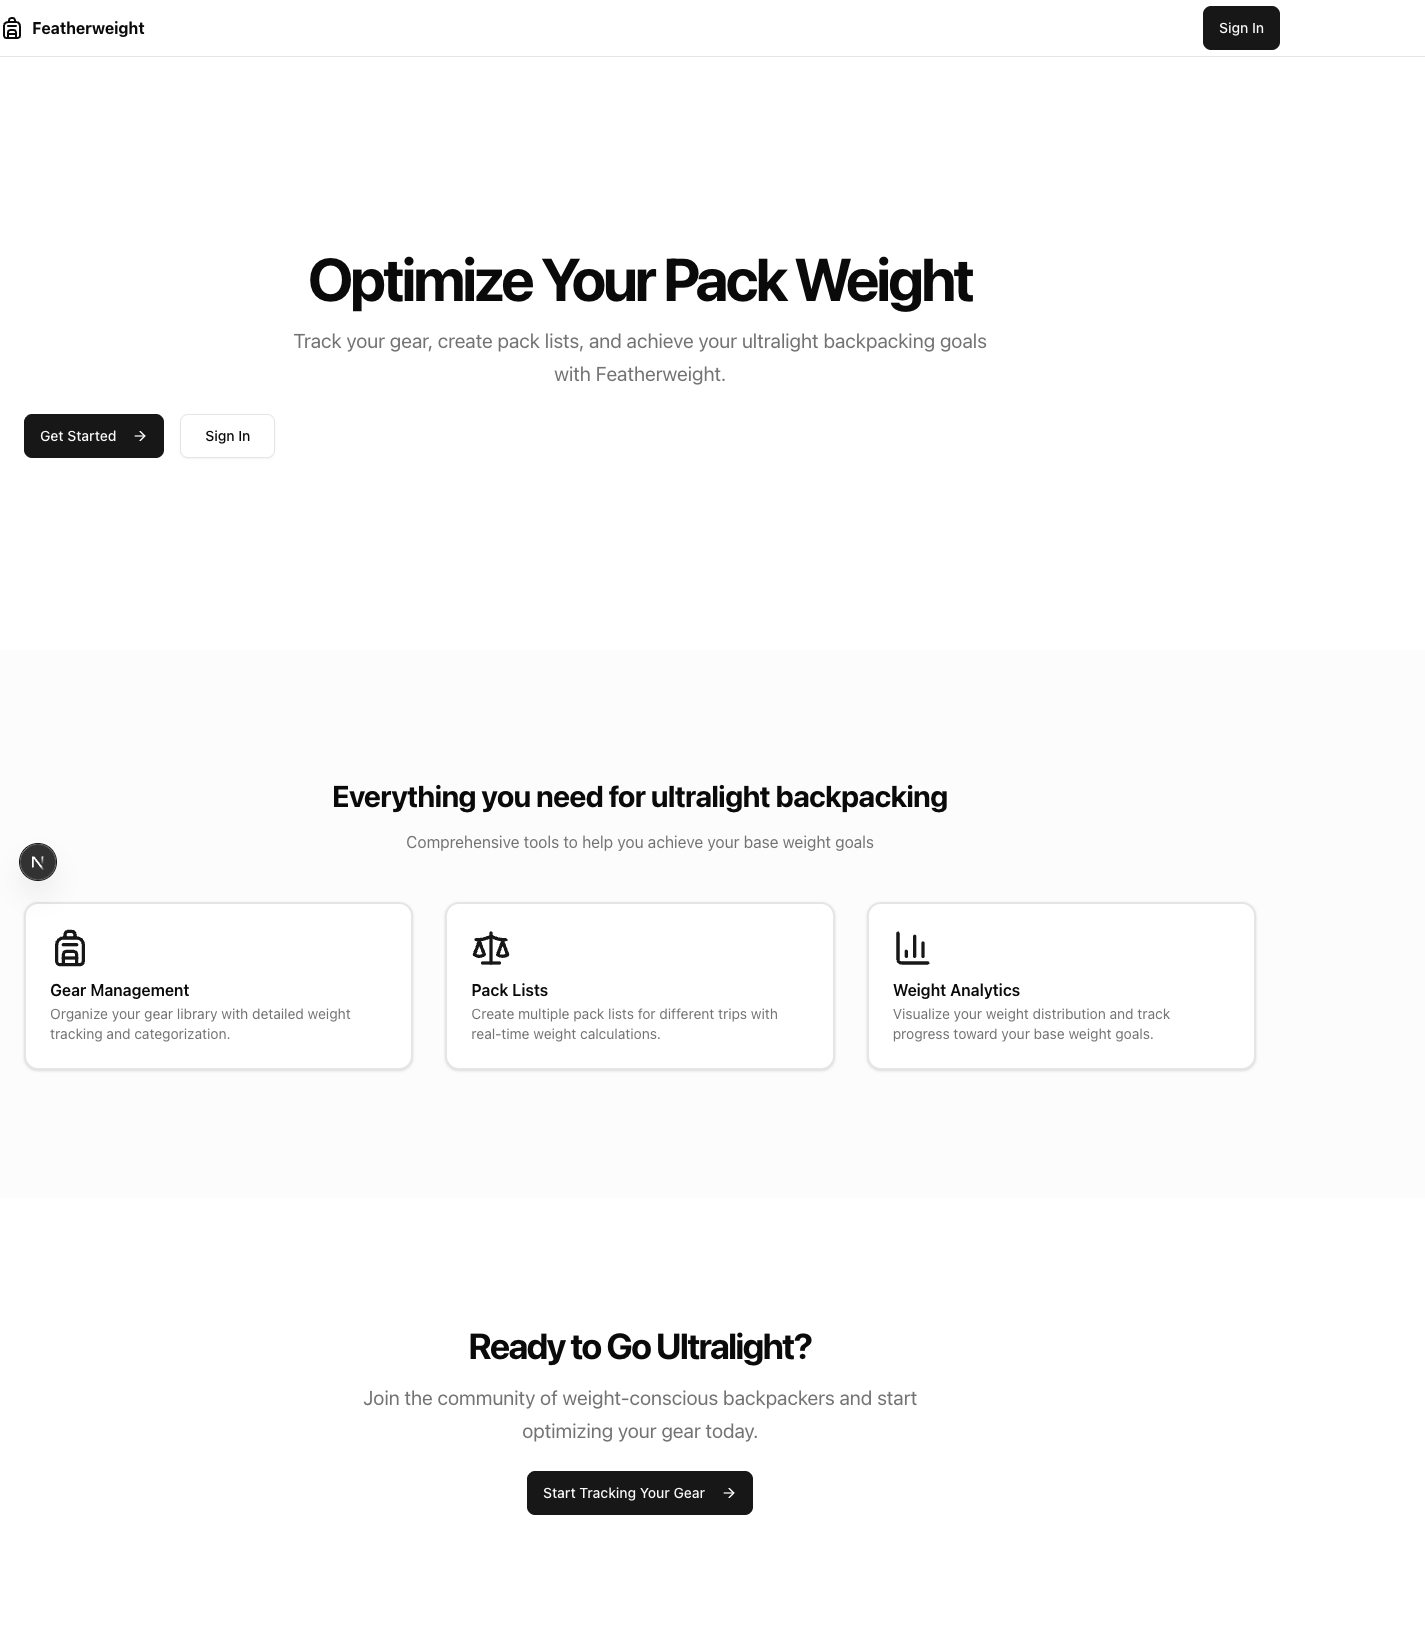 Featherweight
Sign In
Optimize Your Pack Weight
Track your gear, create pack lists, and achieve your ultralight backpacking goals
with Featherweight.
Get Started
Sign In
Everything you need for ultralight backpacking
Comprehensive tools to help you achieve your base weight goals
N
Gear Management
Organize your gear library with detailed weight
tracking and categorization.
Pack Lists
Create multiple pack lists for different trips with
real-time weight calculations.
Weight Analytics
Visualize your weight distribution and track
progress toward your base weight goals.
Ready to Go Ultralight?
Join the community of weight-conscious backpackers and start
optimizing your gear today.
Start Tracking Your Gear